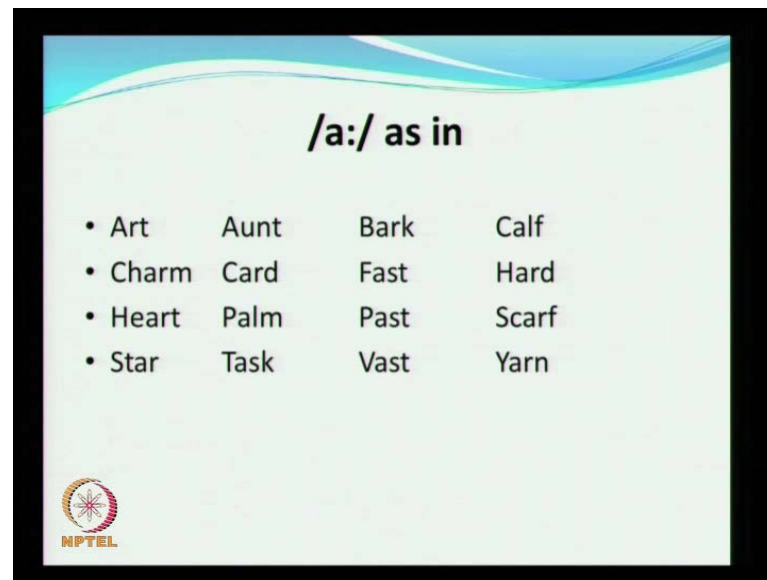 /a:/ as in
• Art Aunt Bark Calf
• Charm Card Fast Hard
• Heart Palm Past Scarf
• Star Task Vast Yarn
NPTEL